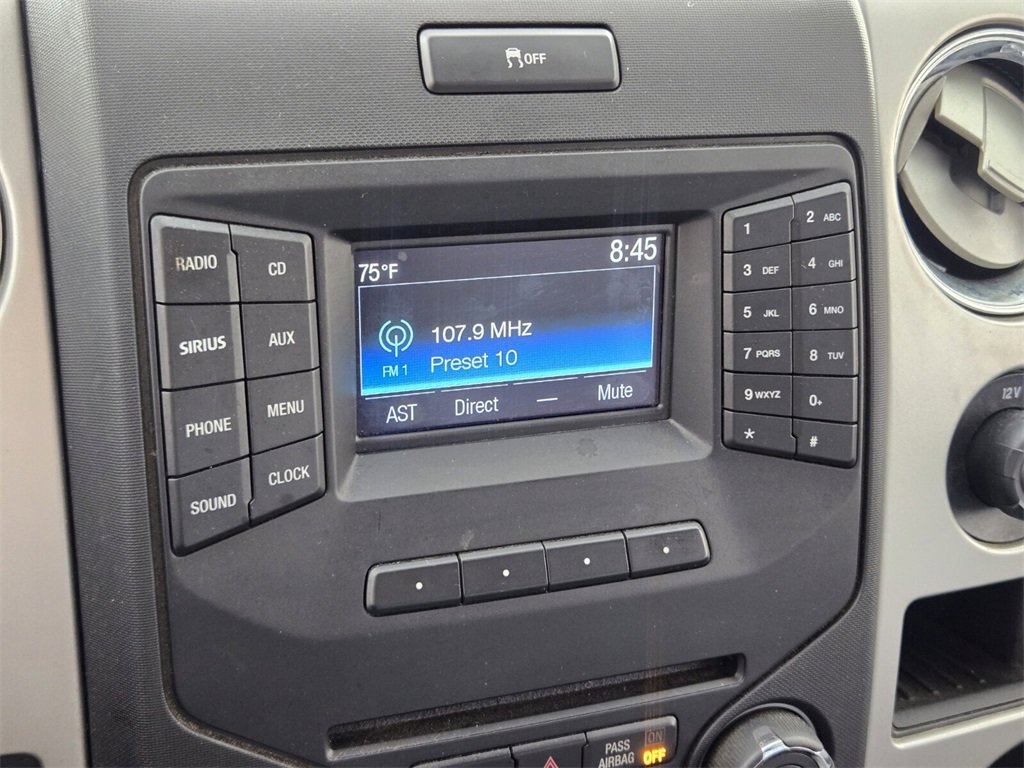 OFF
RADIO
CD
SIRIUS
AUX
PHONE
MENU
SOUND
CLOCK
75°F
8:45
107.9 MHz
FM 1
Preset 10
AST
Direct
—
Mute
1
2 ABC
3 DEF
4 GHI
5 JKL
6 MNO
7 PQRS
8 TUV
9 WXYZ
0+
*
#
12V
PASS
AIRBAG
ON
OFF